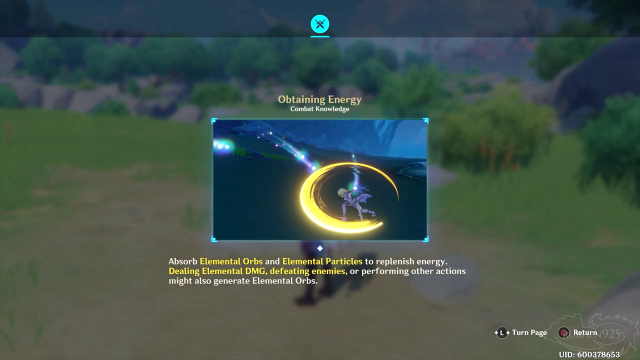 Obtaining Energy
Combat Knowledge
Absorb Elemental Orbs and Elemental Particles to replenish energy.
Dealing Elemental DMG, defeating enemies, or performing other actions
might also generate Elemental Orbs.
L Turn Page Return
UID: 600378653